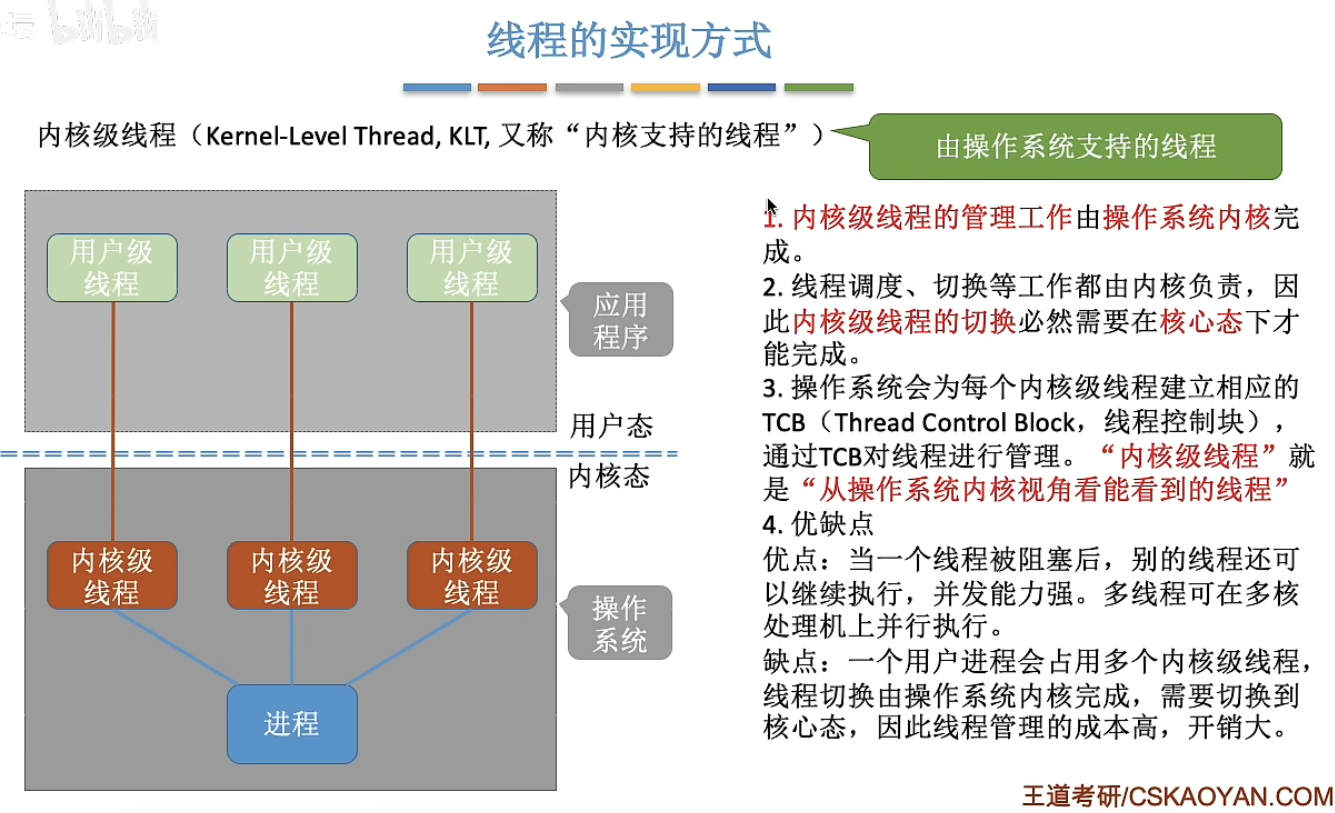 坛 bilibili
线程的实现方式
内核级线程（Kernel-Level Thread, KLT, 又称“内核支持的线程”）
由操作系统支持的线程
用户级
线程
用户级
线程
用户级
线程
应用
程序
用户态
内核态
内核级
线程
内核级
线程
内核级
线程
操作
系统
进程
1. 内核级线程的管理工作由操作系统内核完
成。
2. 线程调度、切换等工作都由内核负责，因
此内核级线程的切换必然需要在核心态下才
能完成。
3. 操作系统会为每个内核级线程建立相应的
TCB（Thread Control Block，线程控制块），
通过TCB对线程进行管理。“内核级线程”就
是“从操作系统内核视角看能看到的线程”
4. 优缺点
优点：当一个线程被阻塞后，别的线程还可
以继续执行，并发能力强。多线程可在多核
处理机上并行执行。
缺点：一个用户进程会占用多个内核级线程，
线程切换由操作系统内核完成，需要切换到
核心态，因此线程管理的成本高，开销大。
王道考研/CSKAOYAN.COM